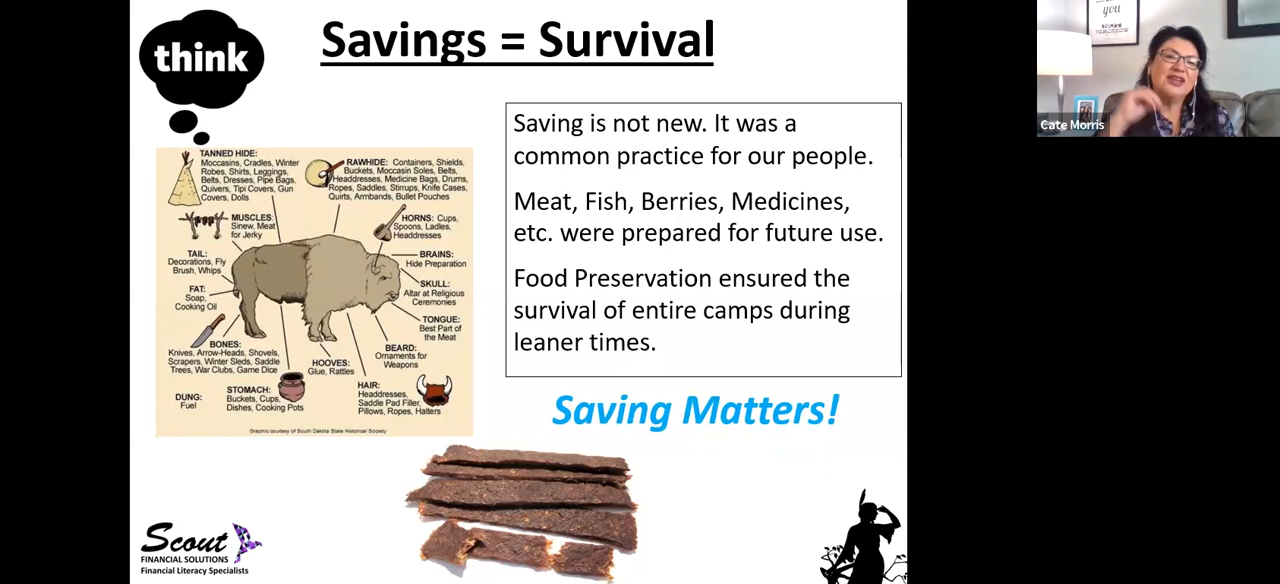 think
Savings = Survival
TANNED HIDE:
Moccasins, Cradles, Winter
Robes, Shirts, Leggings,
Belts, Dresses, Pipe Bags,
Quivers, Tipi Covers, Gun
Covers, Dolls
RAWHIDE: Containers, Shields,
Buckets, Moccasin Soles, Belts,
Headdresses, Medicine Bags, Drums,
Ropes, Saddles, Stirrups, Knife Cases,
Quirts, Armbands, Bullet Pouches
MUSCLES:
Sinew, Meat
for Jerky
HORNS: Cups,
Spoons, Ladles,
Headdresses
TAIL:
Decorations, Fly
Brush, Whips
BRAINS:
Hide Preparation
FAT:
Soap,
Cooking Oil
SKULL:
Altar at Religious
Ceremonies
TONGUE:
Best Part of
the Meat
BONES:
Knives, Arrow-Heads, Shovels,
Scrapers, Winter Sleds, Saddle
Trees, War Clubs, Game Dice
BEARD:
Ornaments for
Weapons
HOOVES:
Glue, Rattles
DUNG:
Fuel
STOMACH:
Buckets, Cups,
Dishes, Cooking Pots
HAIR:
Headdresses,
Saddle Pad Filler,
Pillows, Ropes, Halters
Graphic courtesy of South Dakota State Historical Society
Saving is not new. It was a
common practice for our people.
Meat, Fish, Berries, Medicines,
etc. were prepared for future use.
Food Preservation ensured the
survival of entire camps during
leaner times.
Saving Matters!
Scout
FINANCIAL SOLUTIONS
Financial Literacy Specialists
you
Cate Morris